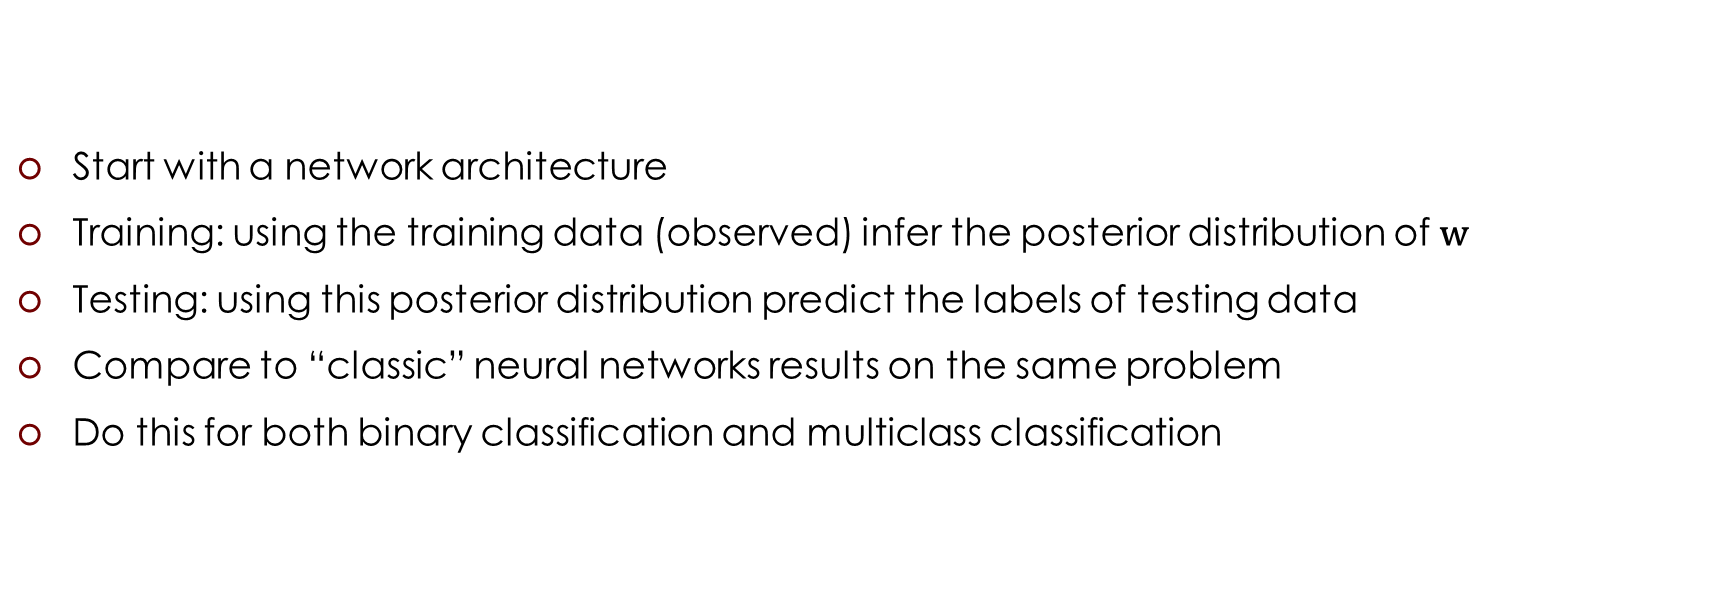 Start with a network architecture
Training: using the training data (observed) infer the posterior distribution of w
Testing: using this posterior distribution predict the labels of testing data
Compare to “classic” neural networks results on the same problem
Do this for both binary classification and multiclass classification